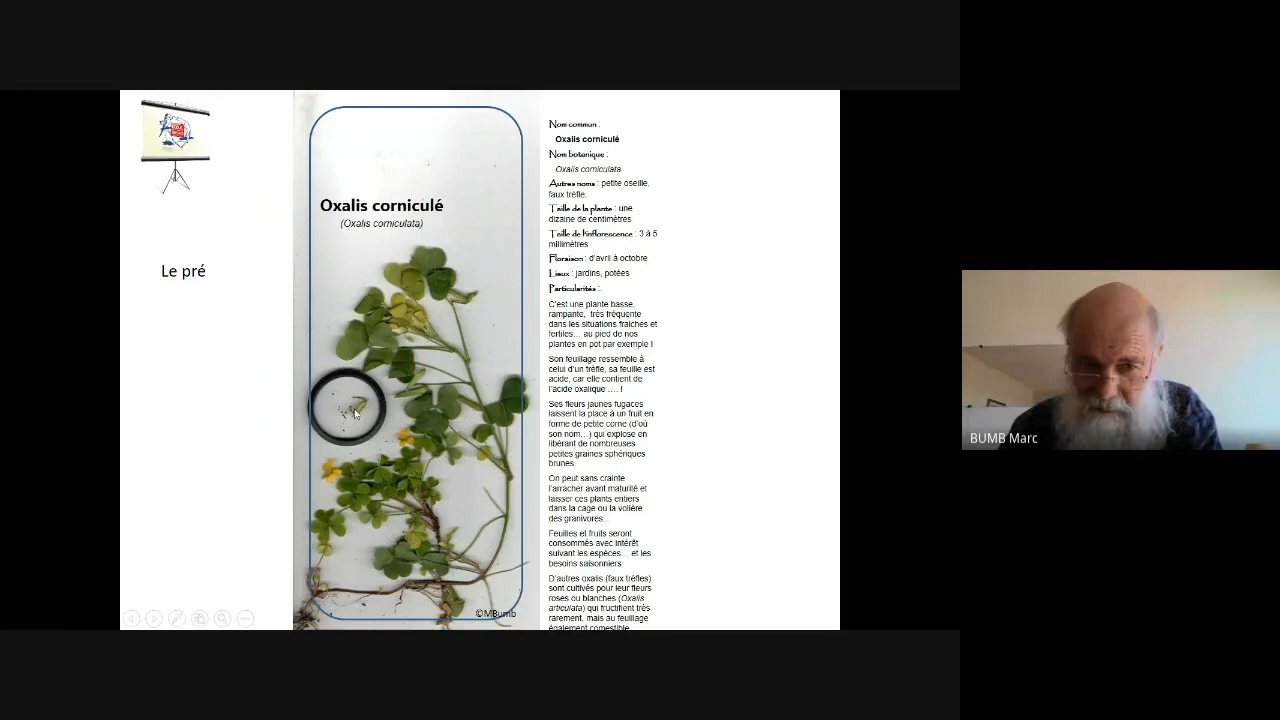 Le pré
Oxalis corniculé
(Oxalis corniculata)
©MBumb
Nom commun :
Oxalis corniculé
Nom botanique :
Oxalis corniculata
Autres noms : petite oseille,
faux trèfle,
Taille de la plante : une
dizaine de centimètres
Taille de l'inflorescence : 3 à 5
millimètres
Floraison : d'avril à octobre
Lieux : jardins, potées
Particularités :
C'est une plante basse,
rampante, très fréquente
dans les situations fraiches et
fertiles… au pied de nos
plantes en pot par exemple !
Son feuillage ressemble à
celui d'un trèfle, sa feuille est
acide, car elle contient de
l'acide oxalique …. !
Ses fleurs jaunes fugaces
laissent la place à un fruit en
forme de petite corne (d'où
son nom…) qui explose en
libérant de nombreuses
petites graines sphériques
brunes.
On peut sans crainte
l'arracher avant maturité et
laisser ces plants entiers
dans la cage ou la volière
des granivores…
Feuilles et fruits seront
consommés avec intérêt
suivant les espèces… et les
besoins saisonniers
D'autres oxalis (faux trèfles)
sont cultivés pour leur fleurs
roses ou blanches (Oxalis
articulata) qui fructifient très
rarement, mais au feuillage
également comestible
BUMB Marc